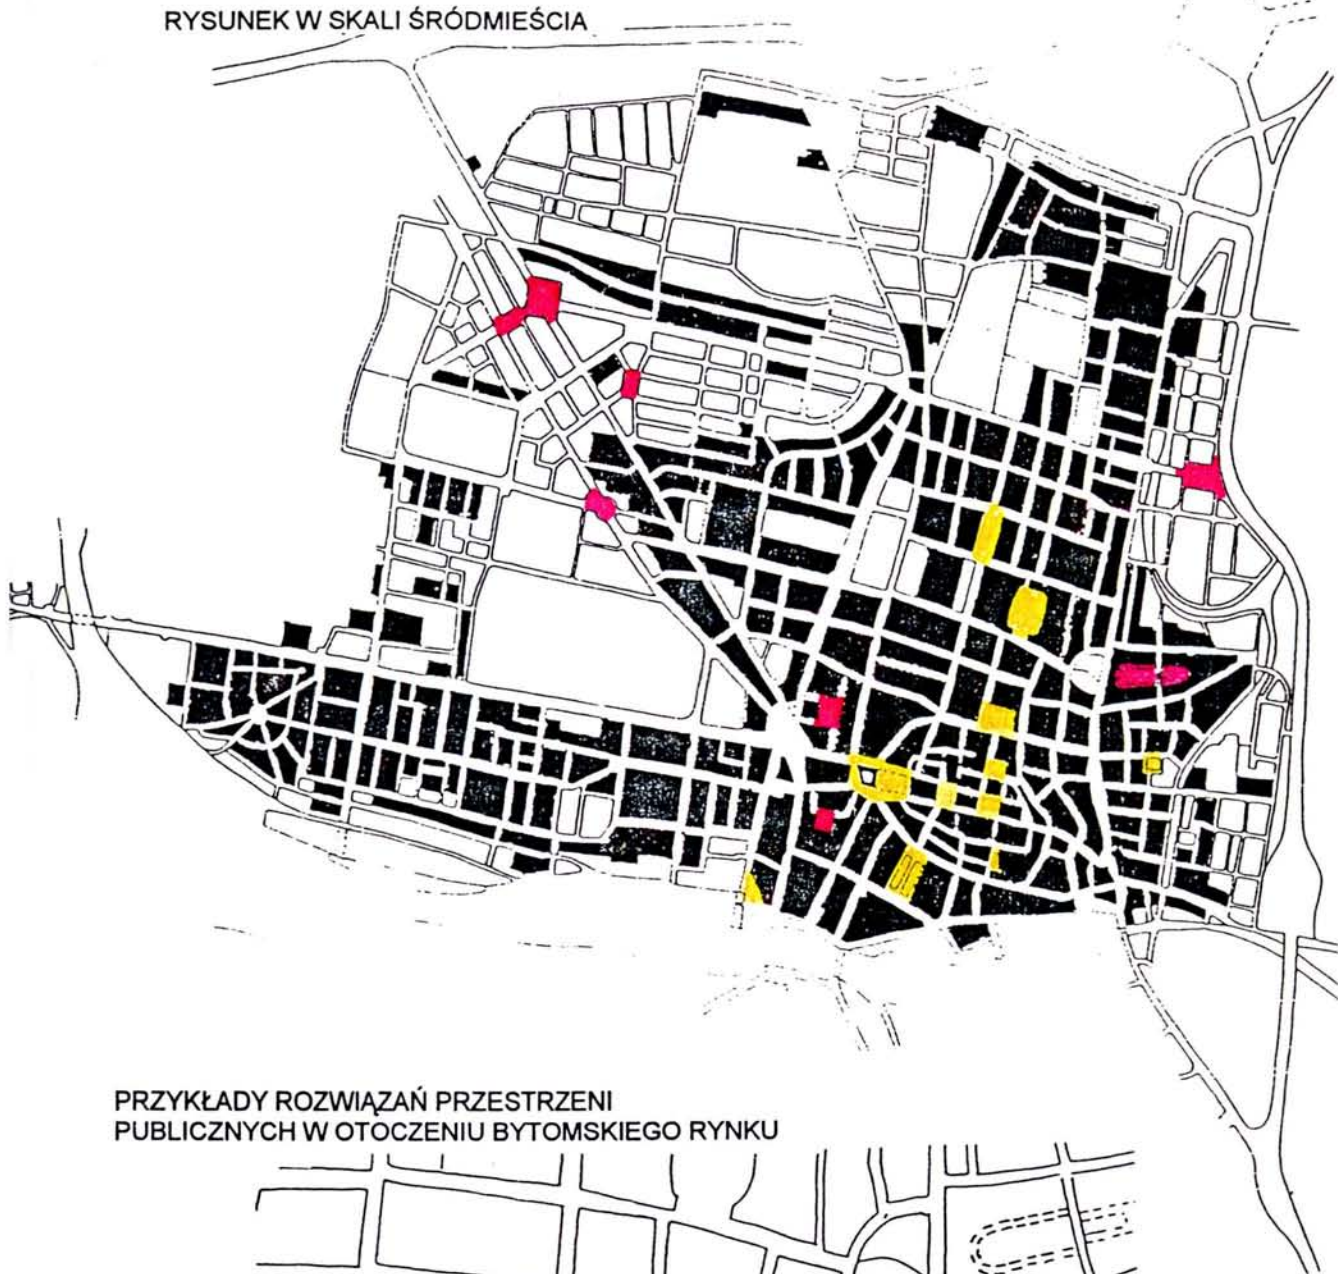 RYSUNEK W SKALI ŚRÓDMIEŚCIA
PRZYKŁADY ROZWIĄZAŃ PRZESTRZENI
PUBLICZNYCH W OTOCZENIU BYTOMSKIEGO RYNKU